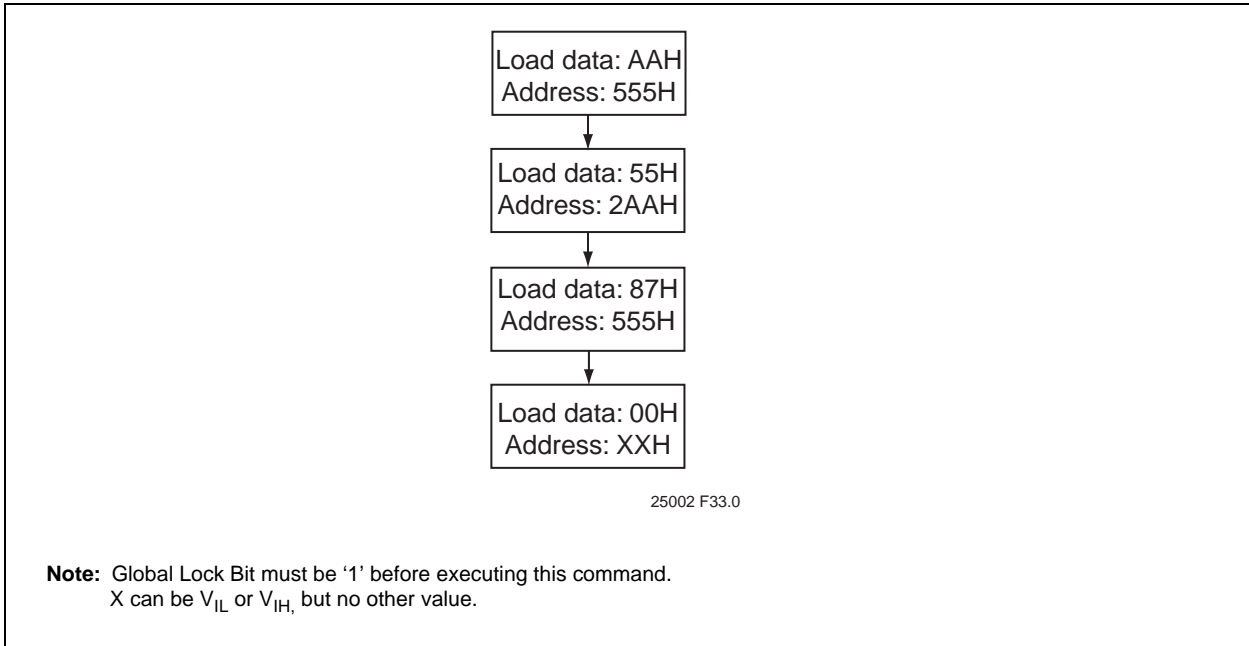 Load data: AAH
Address: 555H
Load data: 55H
Address: 2AAH
Load data: 87H
Address: 555H
Load data: 00H
Address: XXH
25002 F33.0
Note: Global Lock Bit must be ‘1’ before executing this command.
X can be VIL or VIH, but no other value.